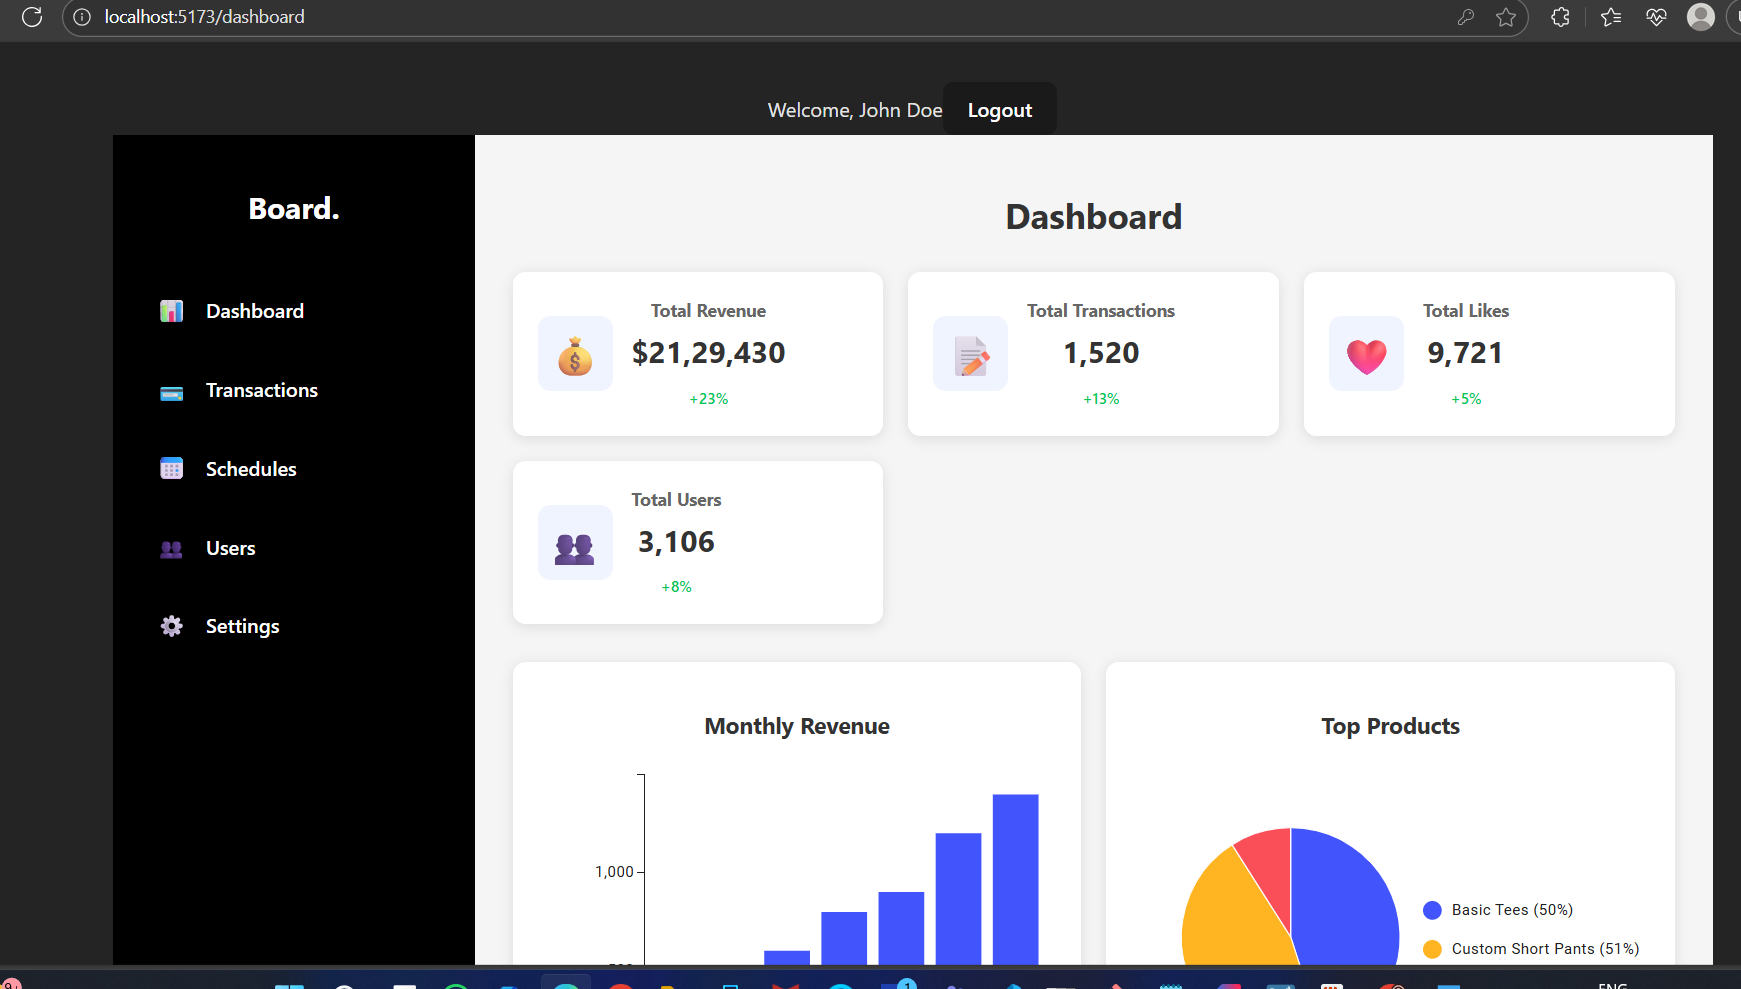 localhost:5173/dashboard
Welcome, John Doe
Logout
Board.
Dashboard
Transactions
Schedules
Users
Settings
Dashboard
Total Revenue
$21,29,430
+23%
Total Transactions
1,520
+13%
Total Likes
9,721
+5%
Total Users
3,106
+8%
Monthly Revenue
1,000
Top Products
Basic Tees (50%)
Custom Short Pants (51%)
1
ENG